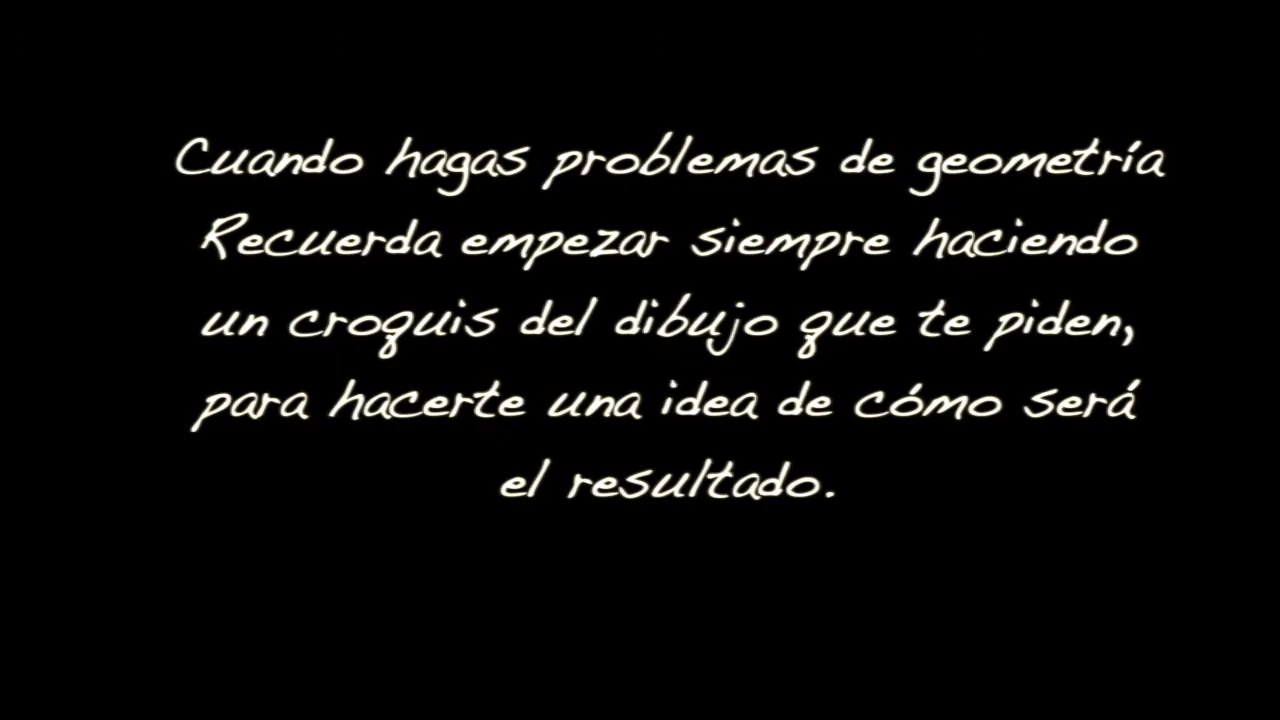 Cuando hagas problemas de geometría
Recuerda empezar siempre haciendo
un croquis del dibujo que te piden,
para hacerte una idea de cómo será
el resultado.